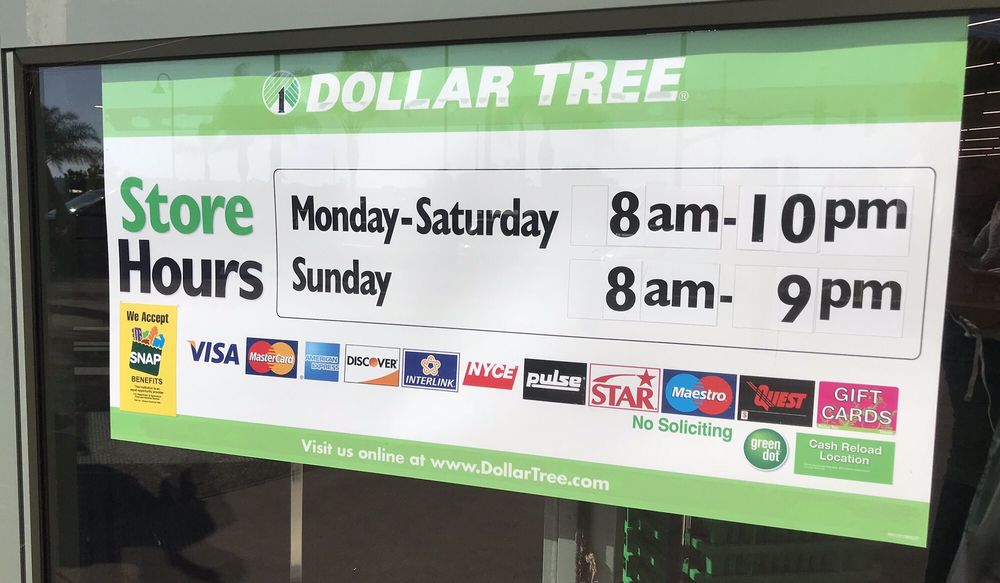 1 DOLLAR TREE®
Store
Hours
Monday-Saturday 8am-10pm
Sunday 8am-9pm
We Accept
SNAP
BENEFITS
VISA
MasterCard
AMERICAN
EXPRESS
DISCOVER
INTERLINK
NYCE
pulse
STAR
Maestro
QUEST
GIFT
CARDS
No Soliciting
green
dot
Cash Reload
Location
Visit us online at www.DollarTree.com